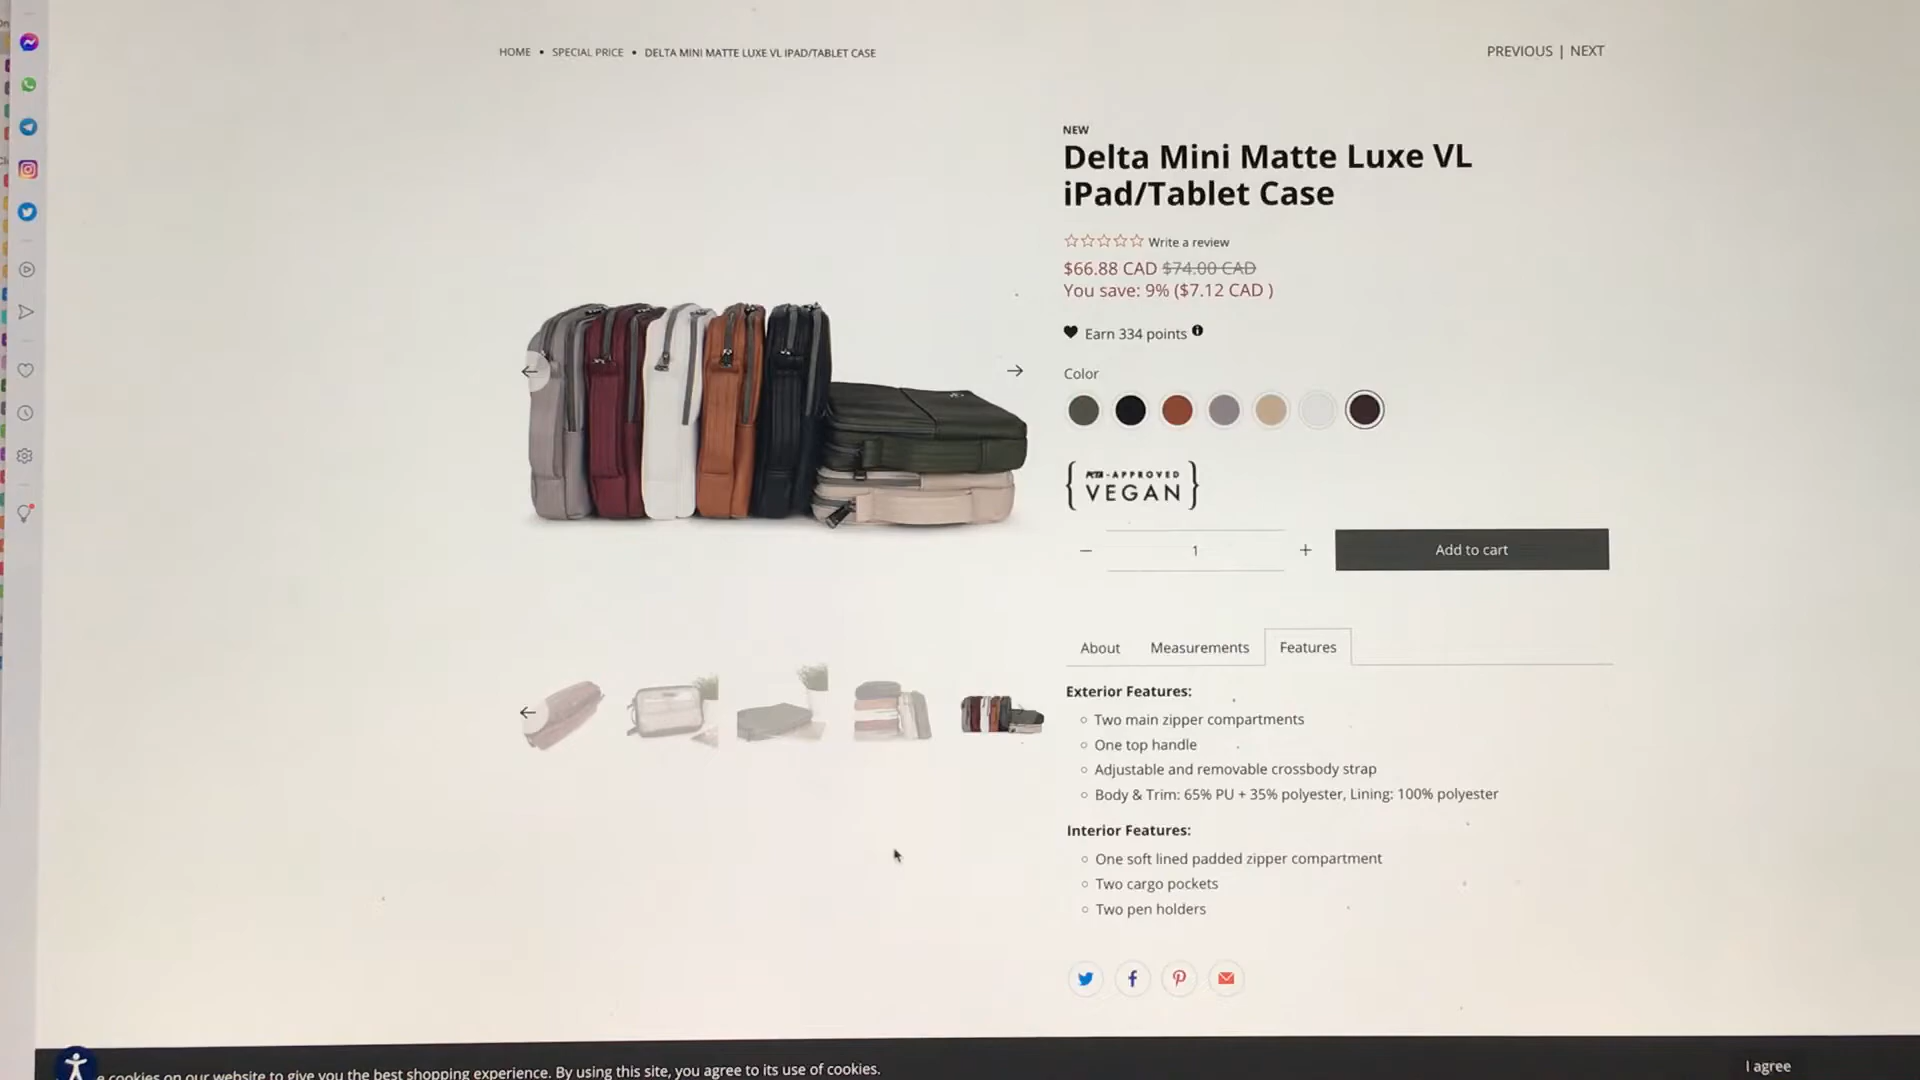 HOME • SPECIAL PRICE • DELTA MINI MATTE LUXE VL IPAD/TABLET CASE
PREVIOUS | NEXT
NEW
Delta Mini Matte Luxe VL
iPad/Tablet Case
Write a review
$66.88 CAD $74.00 CAD
You save: 9% ($7.12 CAD )
Earn 334 points
Color
PETA-APPROVED
VEGAN
1
Add to cart
About Measurements Features
Exterior Features:
Two main zipper compartments
One top handle
Adjustable and removable crossbody strap
Body & Trim: 65% PU + 35% polyester, Lining: 100% polyester
Interior Features:
One soft lined padded zipper compartment
Two cargo pockets
Two pen holders
cookies on our website to give you the best shopping experience. By using this site, you agree to its use of cookies.
I agree